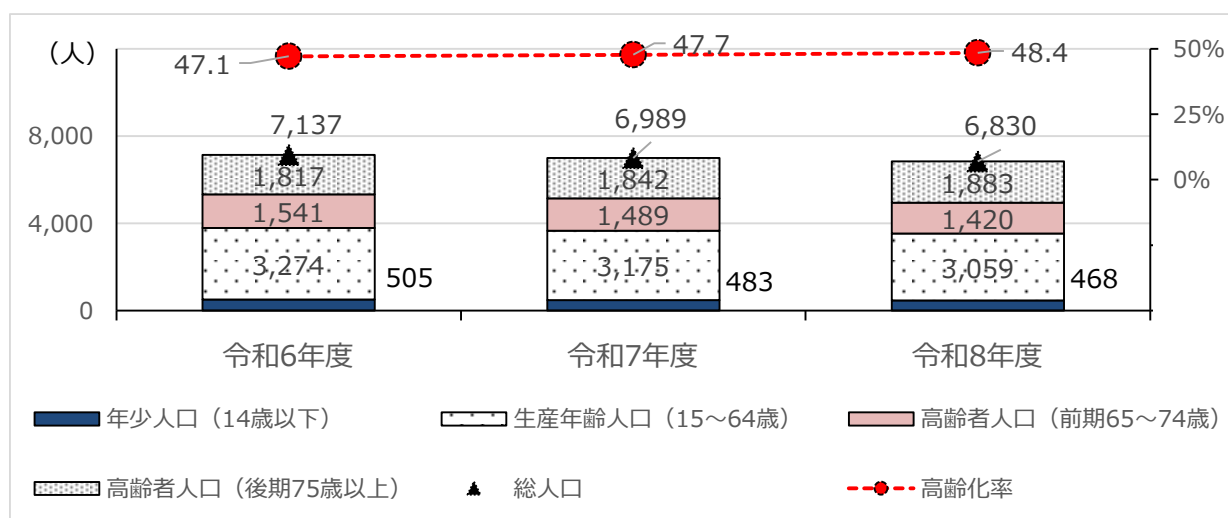 （人）
47.1
47.7
48.4
50%
25%
0%
8,000
4,000
0
7,137
6,989
6,830
1,817
1,842
1,883
1,541
1,489
1,420
3,274
3,175
3,059
505
483
468
令和6年度
令和7年度
令和8年度
年少人口（14歳以下）
生産年齢人口（15～64歳）
高齢者人口（前期65～74歳）
高齢者人口（後期75歳以上）
総人口
高齢化率